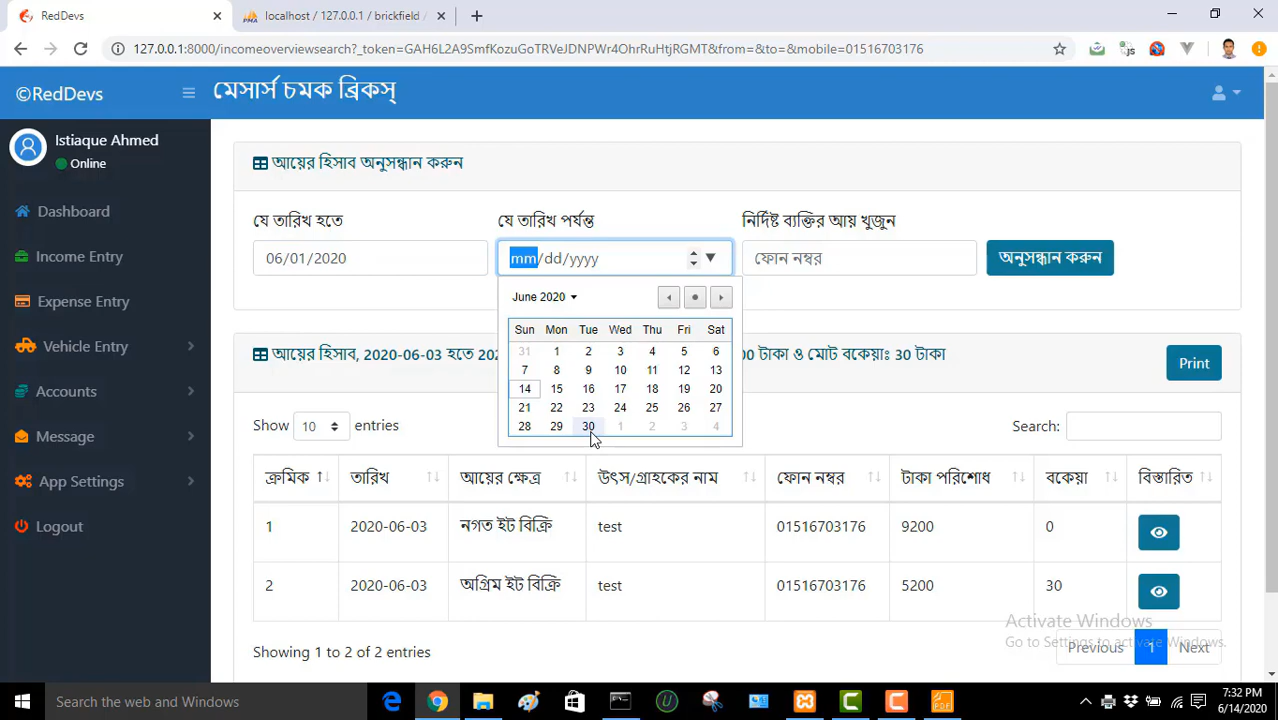 RedDevs
localhost / 127.0.0.1 / brickfield /
127.0.0.1:8000/incomeoverviewsearch?_token=GAH6L2A9SmfKozuGoTRVeJDNPWr4OhrRuHtjRGMT&from=&to=&mobile=01516703176
©RedDevs
মেসার্স চমক ব্রিকস্
Istiaque Ahmed
Online
Dashboard
Income Entry
Expense Entry
Vehicle Entry
Accounts
Message
App Settings
Logout
আয়ের হিসাব অনুসন্ধান করুন
যে তারিখ হতে
যে তারিখ পর্যন্ত
নির্দিষ্ট ব্যক্তির আয় খুজুন
06/01/2020
mm/dd/yyyy
ফোন নম্বর
অনুসন্ধান করুন
June 2020
Sun Mon Tue Wed Thu Fri Sat
31 1 2 3 4 5 6
7 8 9 10 11 12 13
14 15 16 17 18 19 20
21 22 23 24 25 26 27
28 29 30 1 2 3 4
আয়ের হিসাব, 2020-06-03 হতে 202
00 টাকা ও মোট বকেয়াঃ 30 টাকা
Print
Show 10 entries
Search:
ক্রমিক তারিখ আয়ের ক্ষেত্র উৎস/গ্রাহকের নাম ফোন নম্বর টাকা পরিশোধ বকেয়া বিস্তারিত
1 2020-06-03 নগত ইট বিক্রি test 01516703176 9200 0
2 2020-06-03 অগ্রিম ইট বিক্রি test 01516703176 5200 30
Showing 1 to 2 of 2 entries
Previous 1 Next
Activate Windows
Go to Settings to activate Windows.
Search the web and Windows
7:32 PM
6/14/2020